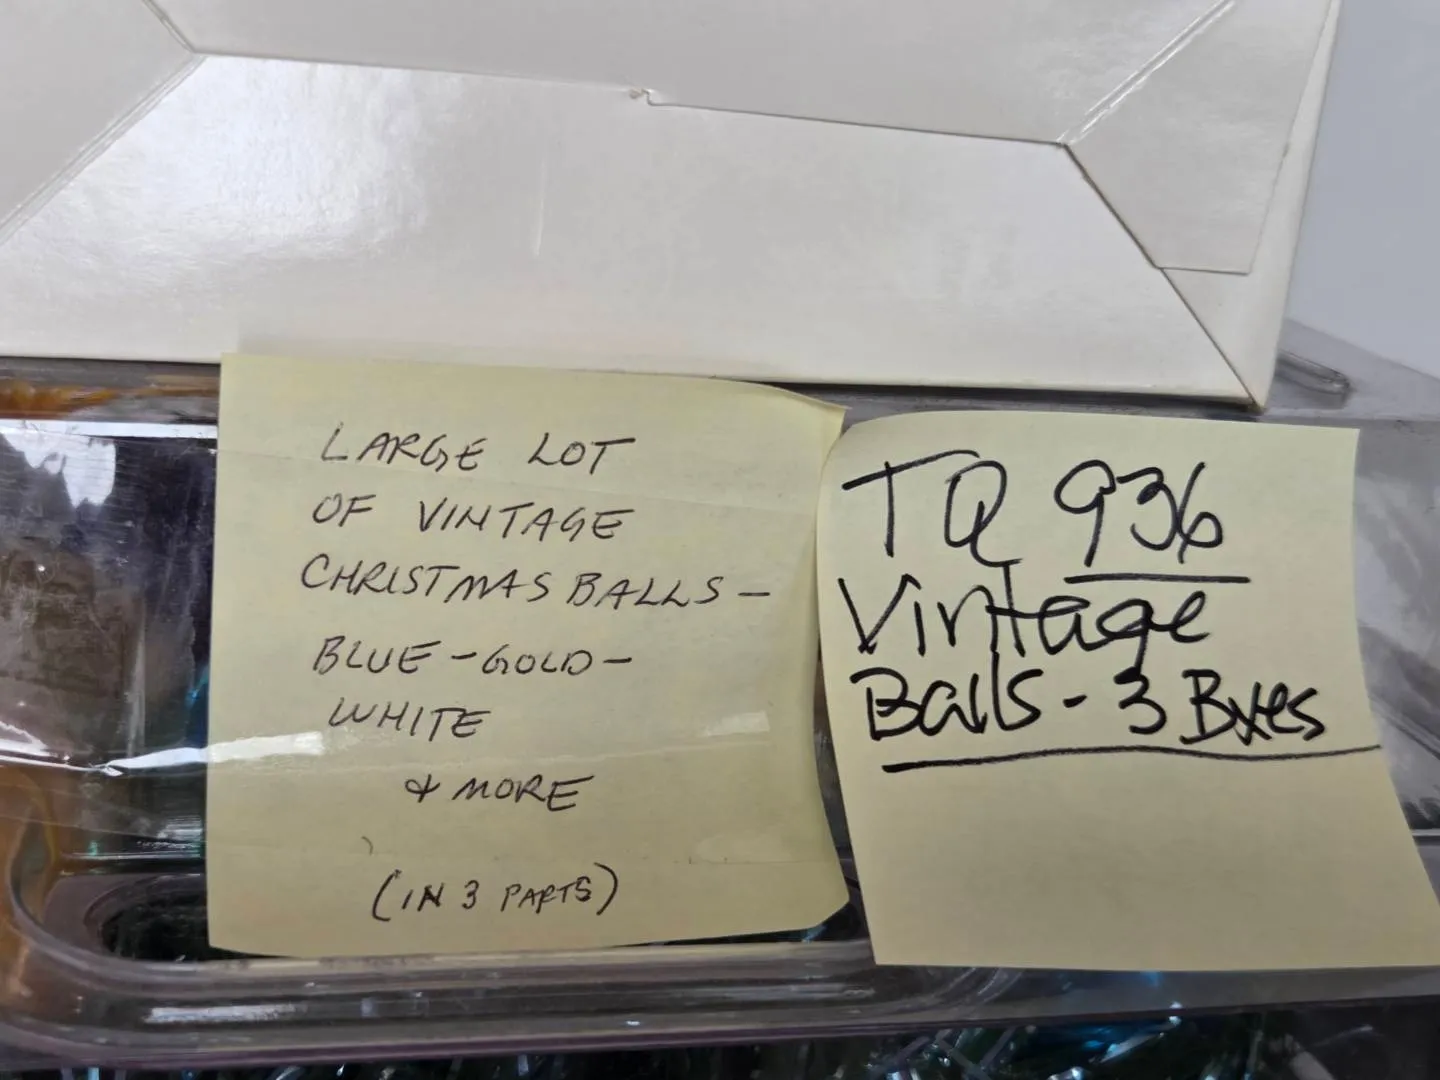 LARGE LOT
OF VINTAGE
CHRISTMAS BALLS -
BLUE - GOLD -
WHITE
& MORE
(IN 3 PARTS)
TQ 936
Vintage
Balls - 3 Bxes